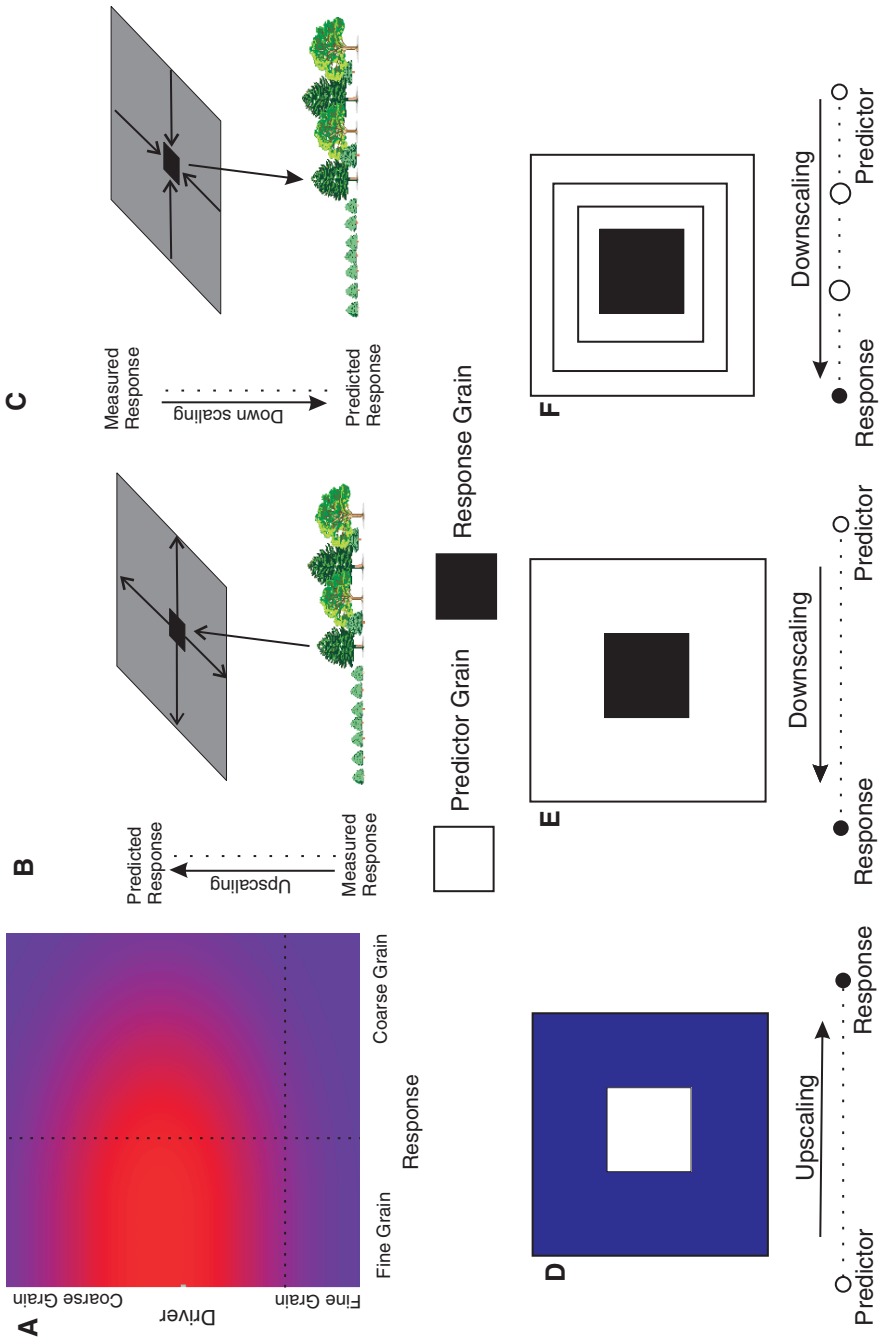 A
Coarse Grain
Driver
Fine Grain
Fine Grain
Coarse Grain
Response
B
Predicted
Response
Upscaling
Measured
Response
C
Measured
Response
Down scaling
Predicted
Response
Predictor Grain
Response Grain
D
Upscaling
Predictor
Response
E
Downscaling
Response
Predictor
F
Downscaling
Response
Predictor